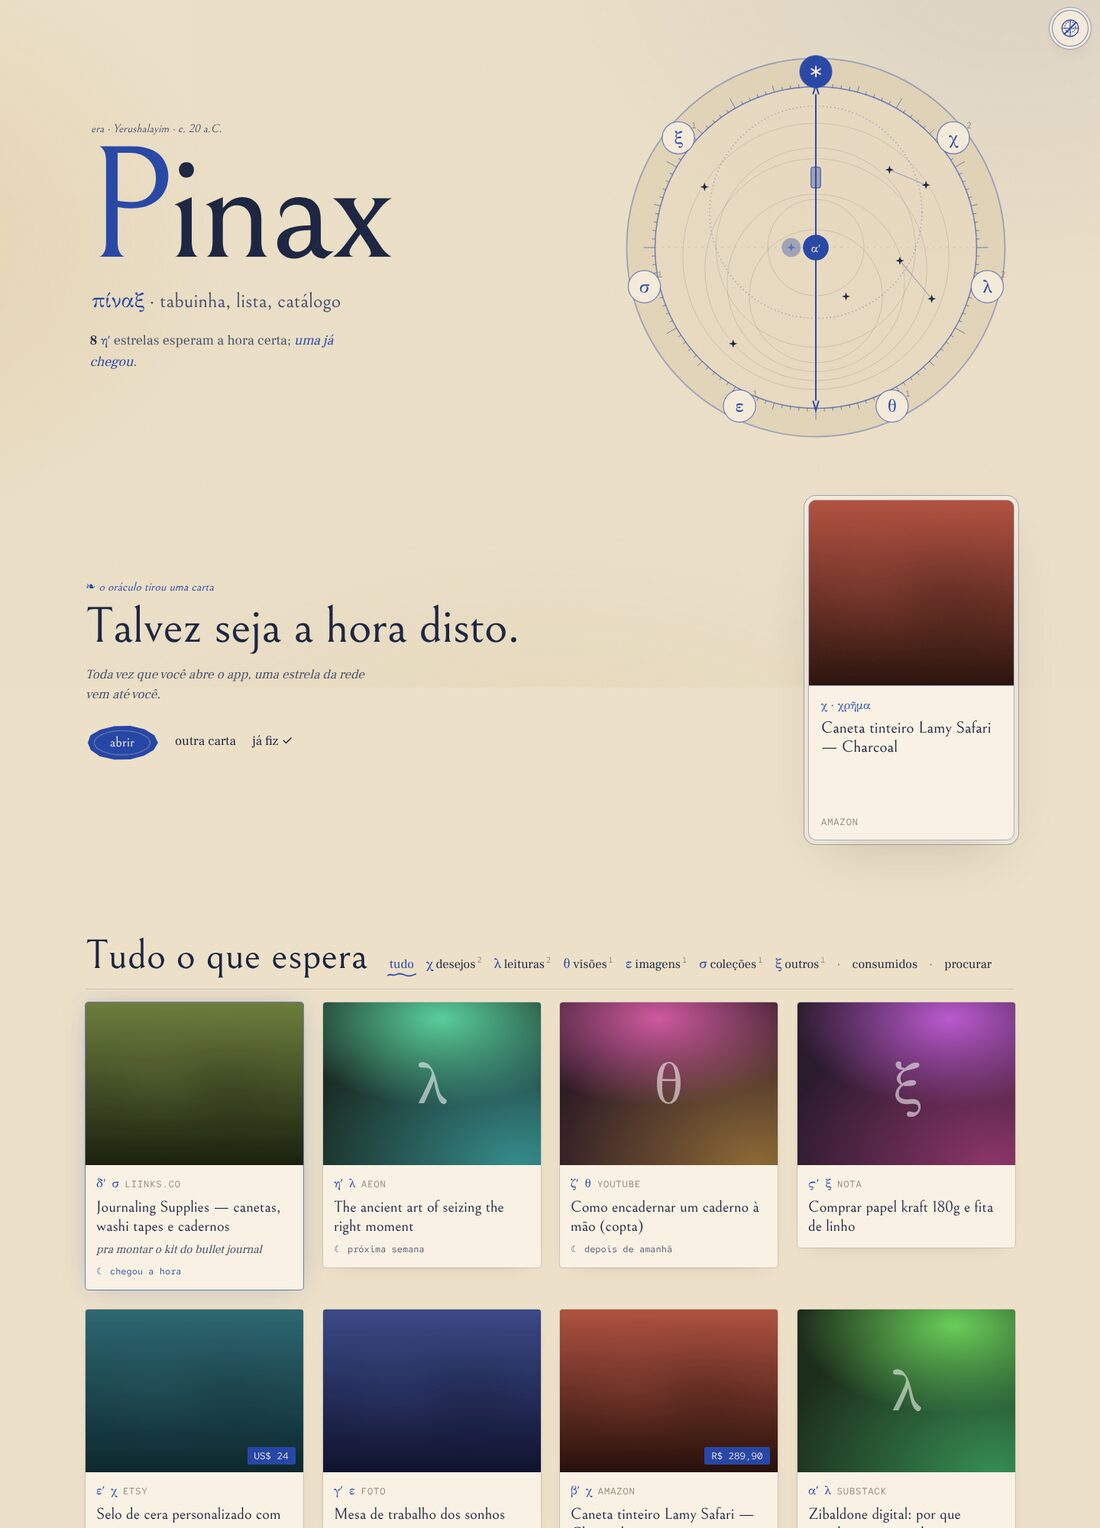 era · Yerushalayim · c. 20 a.C.
Pinax
πίναξ · tabuinha, lista, catálogo
8 η′ estrelas esperam a hora certa; uma já
chegou.
*
ξ 1
χ 2
α′
σ 1
λ 2
ε 1
θ 1
❧ o oráculo tirou uma carta
Talvez seja a hora disto.
Toda vez que você abre o app, uma estrela da rede
vem até você.
abrir outra carta já fiz ✓
χ · χρῆμα
Caneta tinteiro Lamy Safari
— Charcoal
AMAZON
Tudo o que espera tudo χ desejos 2 λ leituras 2 θ visões 1 ε imagens 1 σ coleções 1 ξ outros 1 · consumidos · procurar
δ′ σ LIINKS.CO
Journaling Supplies — canetas,
washi tapes e cadernos
pra montar o kit do bullet journal
☾ chegou a hora
λ
η′ λ AEON
The ancient art of seizing the
right moment
☾ próxima semana
θ
ζ′ θ YOUTUBE
Como encadernar um caderno à
mão (copta)
☾ depois de amanhã
ξ
ϛ′ ξ NOTA
Comprar papel kraft 180g e fita
de linho
US$ 24
ε′ χ ETSY
Selo de cera personalizado com
γ′ ε FOTO
Mesa de trabalho dos sonhos
R$ 289,90
β′ χ AMAZON
Caneta tinteiro Lamy Safari —
λ
α′ λ SUBSTACK
Zibaldone digital: por que